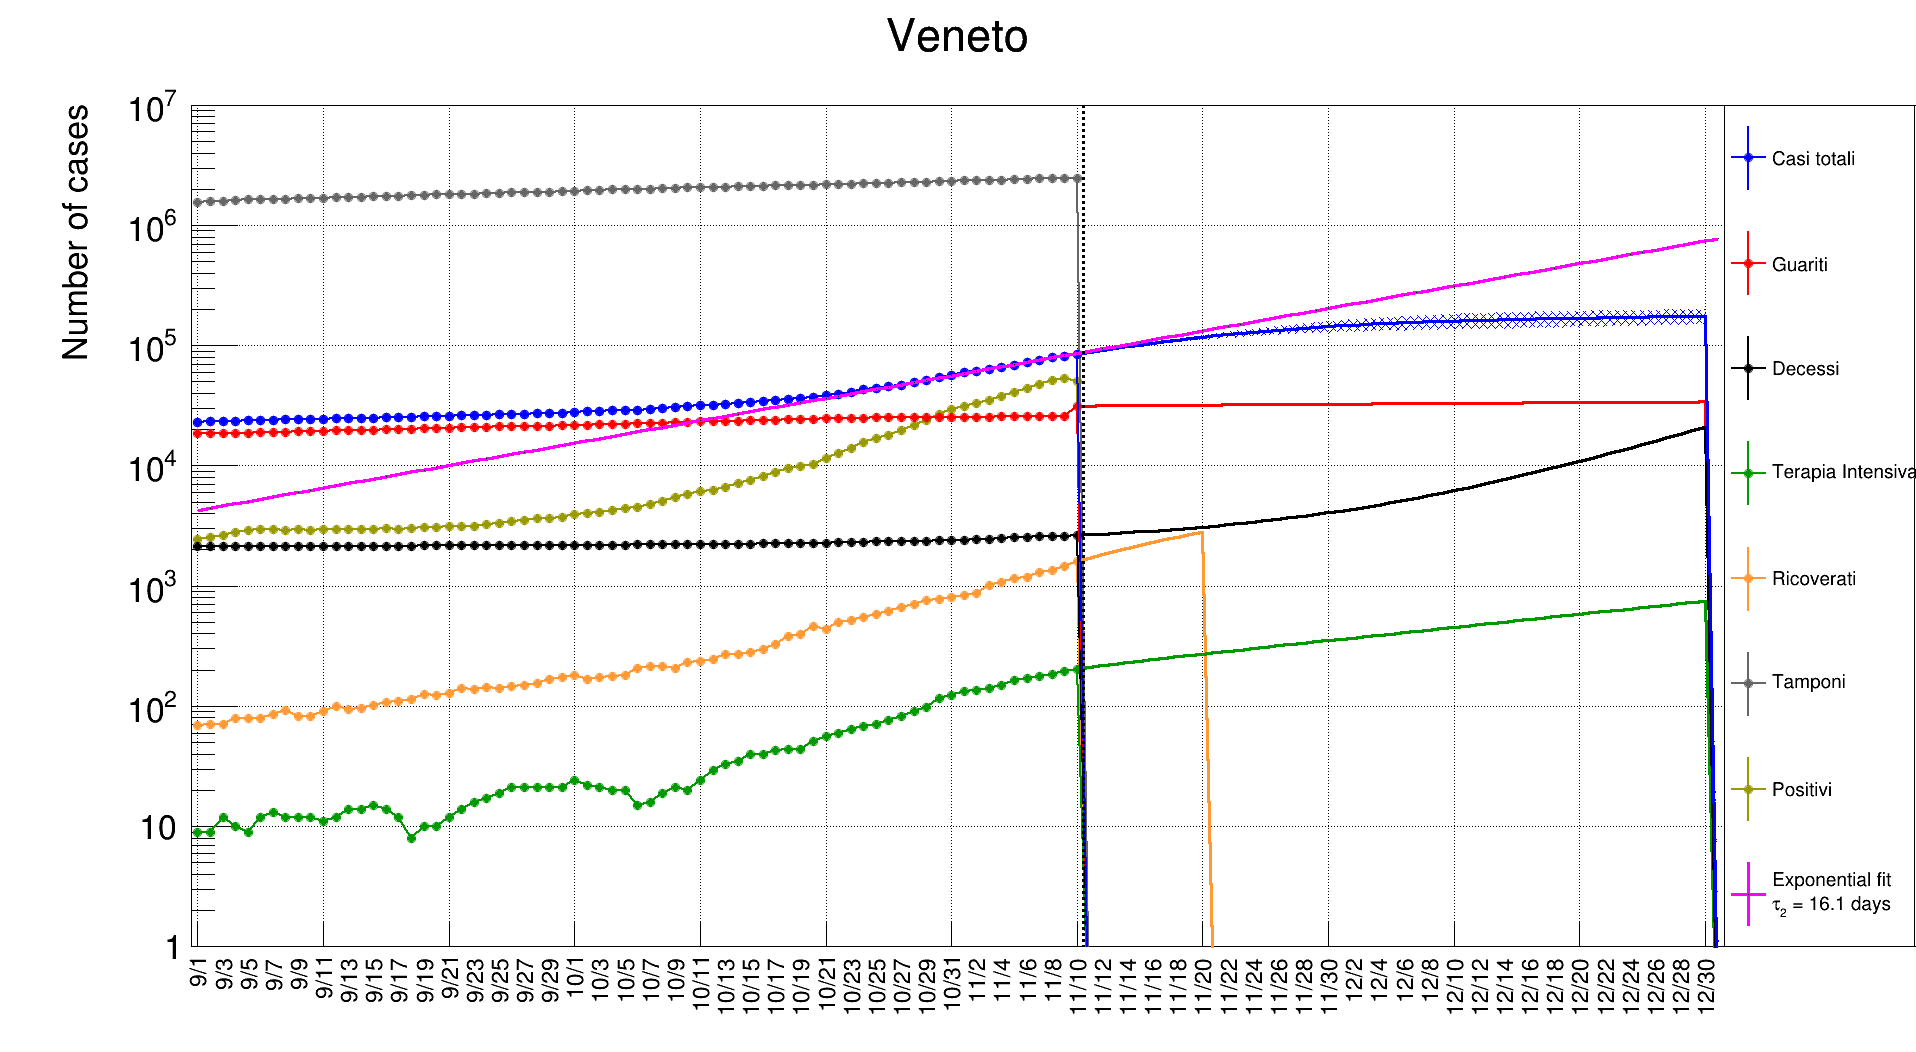 Veneto
Number of cases
10^7
10^6
10^5
10^4
10^3
10^2
10
1
9/1 9/3 9/5 9/7 9/9 9/11 9/13 9/15 9/17 9/19 9/21 9/23 9/25 9/27 9/29 10/1 10/3 10/5 10/7 10/9 10/11 10/13 10/15 10/17 10/19 10/21 10/23 10/25 10/27 10/29 10/31 11/2 11/4 11/6 11/8 11/10 11/12 11/14 11/16 11/18 11/20 11/22 11/24 11/26 11/28 11/30 12/2 12/4 12/6 12/8 12/10 12/12 12/14 12/16 12/18 12/20 12/22 12/24 12/26 12/28 12/30
Casi totali
Guariti
Decessi
Terapia Intensiva
Ricoverati
Tamponi
Positivi
Exponential fit
τ₂ = 16.1 days